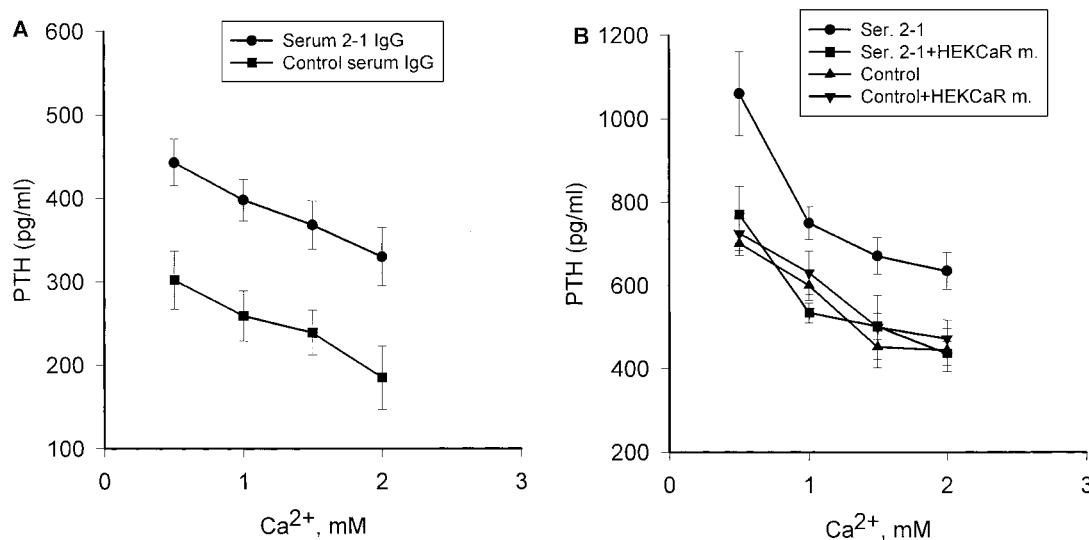 A
Serum 2-1 IgG
Control serum IgG
600
500
400
300
200
100
PTH (pg/ml)
0
1
2
3
Ca2+, mM
B
Ser. 2-1
Ser. 2-1+HEKCaR m.
Control
Control+HEKCaR m.
1200
1000
800
600
400
200
PTH (pg/ml)
0
1
2
3
Ca2+, mM